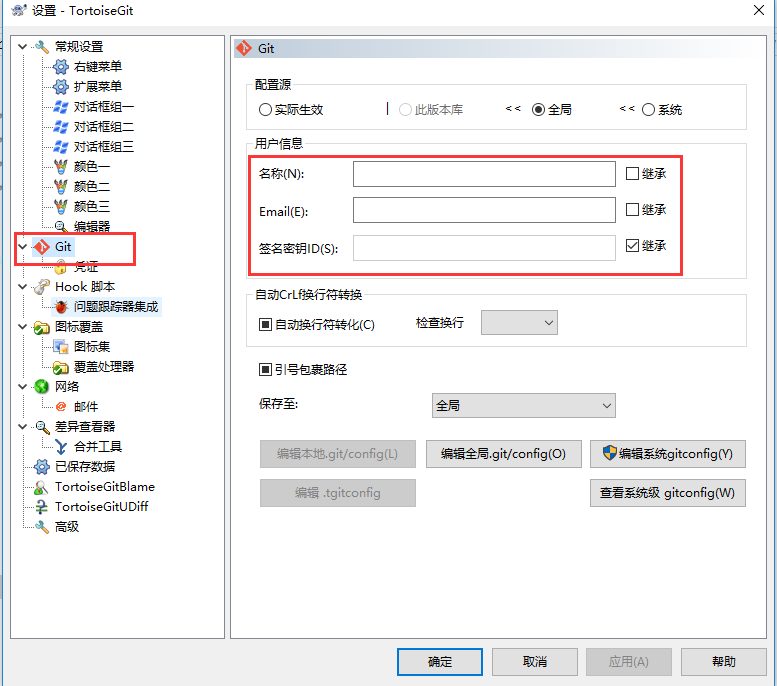 设置 - TortoiseGit
常规设置
右键菜单
扩展菜单
对话框组一
对话框组二
对话框组三
颜色一
颜色二
颜色三
编辑器
Git
凭证
Hook 脚本
问题跟踪器集成
图标覆盖
图标集
覆盖处理器
网络
邮件
差异查看器
合并工具
已保存数据
TortoiseGitBlame
TortoiseGitUDiff
高级
Git
配置源
实际生效 | 此版本库 << 全局 << 系统
用户信息
名称(N): 继承
Email(E): 继承
签名密钥ID(S): 继承
自动CrLf换行符转换
自动换行符转化(C) 检查换行
引号包裹路径
保存至: 全局
编辑本地.git/config(L) 编辑全局.git/config(O) 编辑系统gitconfig(Y)
编辑 .tgitconfig 查看系统级 gitconfig(W)
确定 取消 应用(A) 帮助